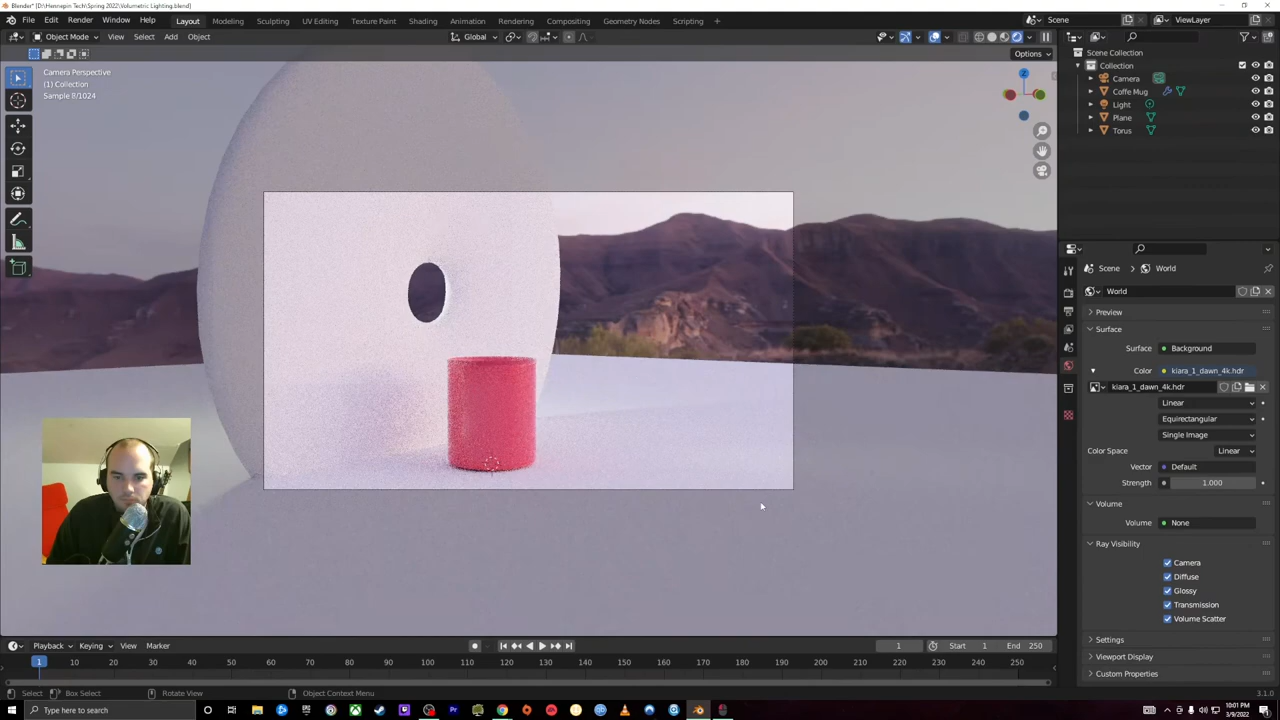 Blender* [D:\Hennepin Tech\Spring 2022\Volumetric Lighting.blend]
File Edit Render Window Help Layout Modeling Sculpting UV Editing Texture Paint Shading Animation Rendering Compositing Geometry Nodes Scripting + Scene ViewLayer
Object Mode View Select Add Object Global
Options
Camera Perspective
(1) Collection
Scene Collection
Collection
Camera
Coffe Mug
Light
Plane
Torus
Scene World
World
Preview
Surface
Surface Background
Color kiara_1_dawn_4k.hdr
kiara_1_dawn_4k.hdr
Linear
Equirectangular
Single Image
Color Space Linear
Vector Default
Strength 1.000
Volume
Volume None
Ray Visibility
Camera
Diffuse
Glossy
Transmission
Volume Scatter
Settings
Viewport Display
Custom Properties
Playback Keying View Marker 1 Start 1 End 250
1 10 20 30 40 50 60 70 80 90 100 110 120 130 140 150 160 170 180 190 200 210 220 230 240 250
Select Box Select Rotate View Object Context Menu 3.1.0
Type here to search
10:01 PM
3/9/2022